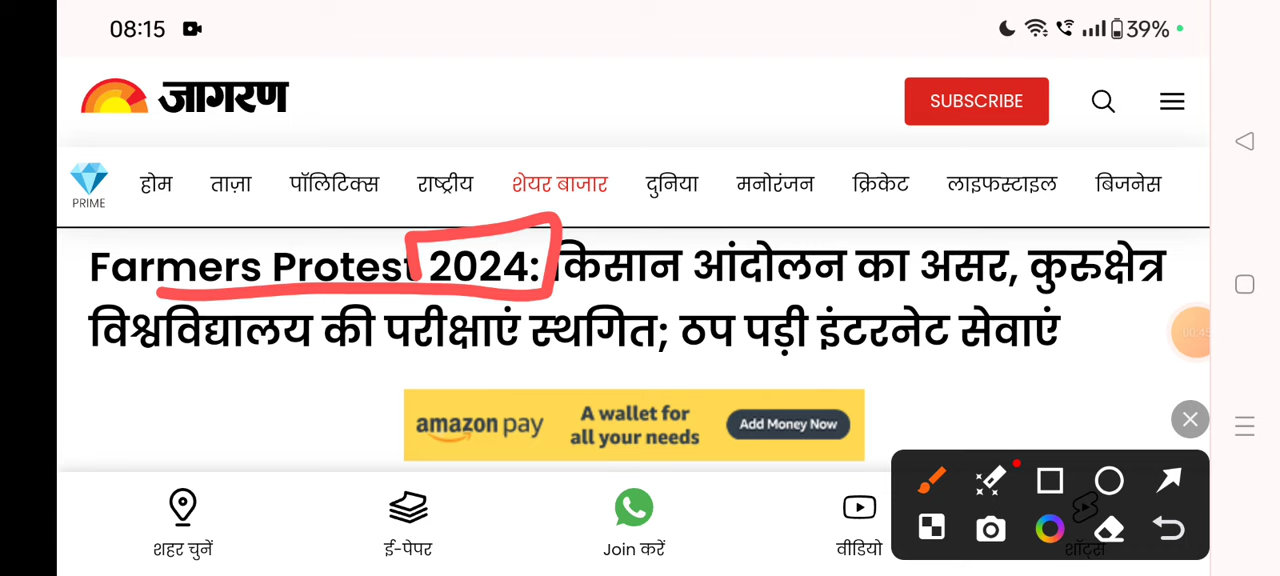 08:15
39%
जागरण
SUBSCRIBE
PRIME
होम
ताज़ा
पॉलिटिक्स
राष्ट्रीय
शेयर बाजार
दुनिया
मनोरंजन
क्रिकेट
लाइफस्टाइल
बिजनेस
Farmers Protest 2024: किसान आंदोलन का असर, कुरुक्षेत्र
विश्वविद्यालय की परीक्षाएं स्थगित; ठप पड़ी इंटरनेट सेवाएं
amazon pay
A wallet for
all your needs
Add Money Now
शहर चुनें
ई-पेपर
Join करें
वीडियो
शॉर्ट्स